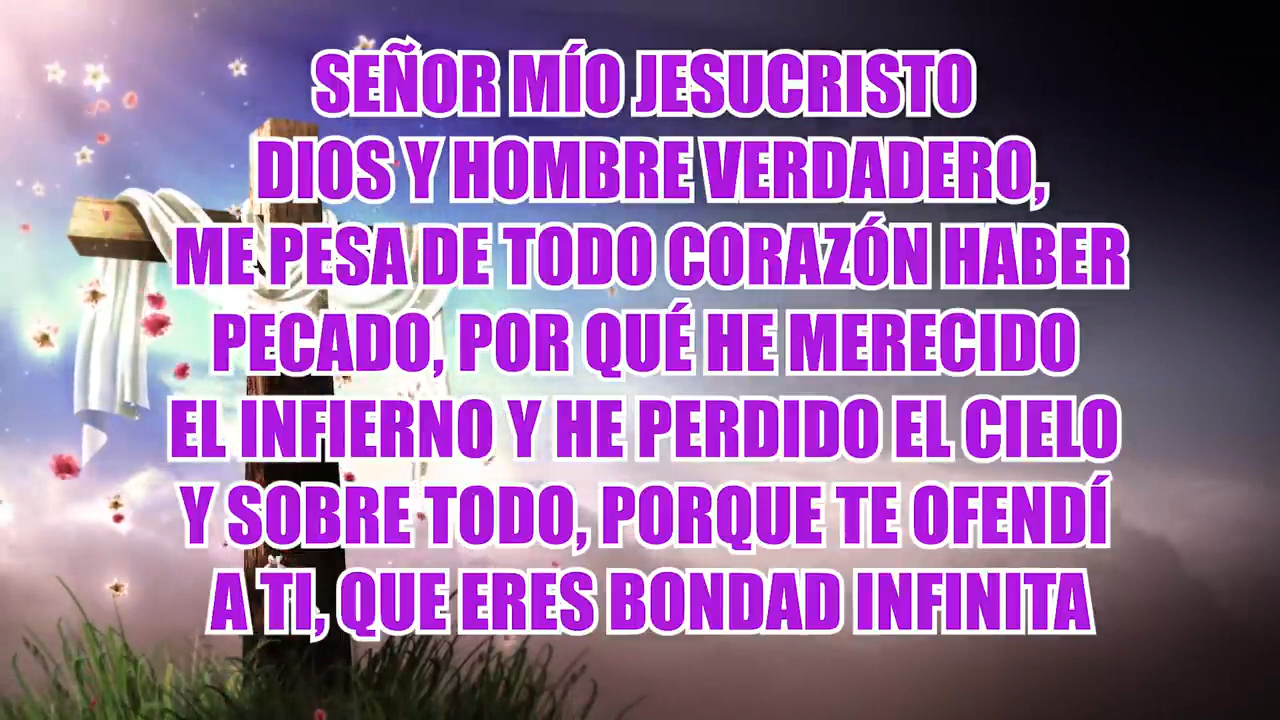 SEÑOR MÍO JESUCRISTO
DIOS Y HOMBRE VERDADERO,
ME PESA DE TODO CORAZÓN HABER
PECADO, POR QUÉ HE MERECIDO
EL INFIERNO Y HE PERDIDO EL CIELO
Y SOBRE TODO, PORQUE TE OFENDÍ
A TI, QUE ERES BONDAD INFINITA